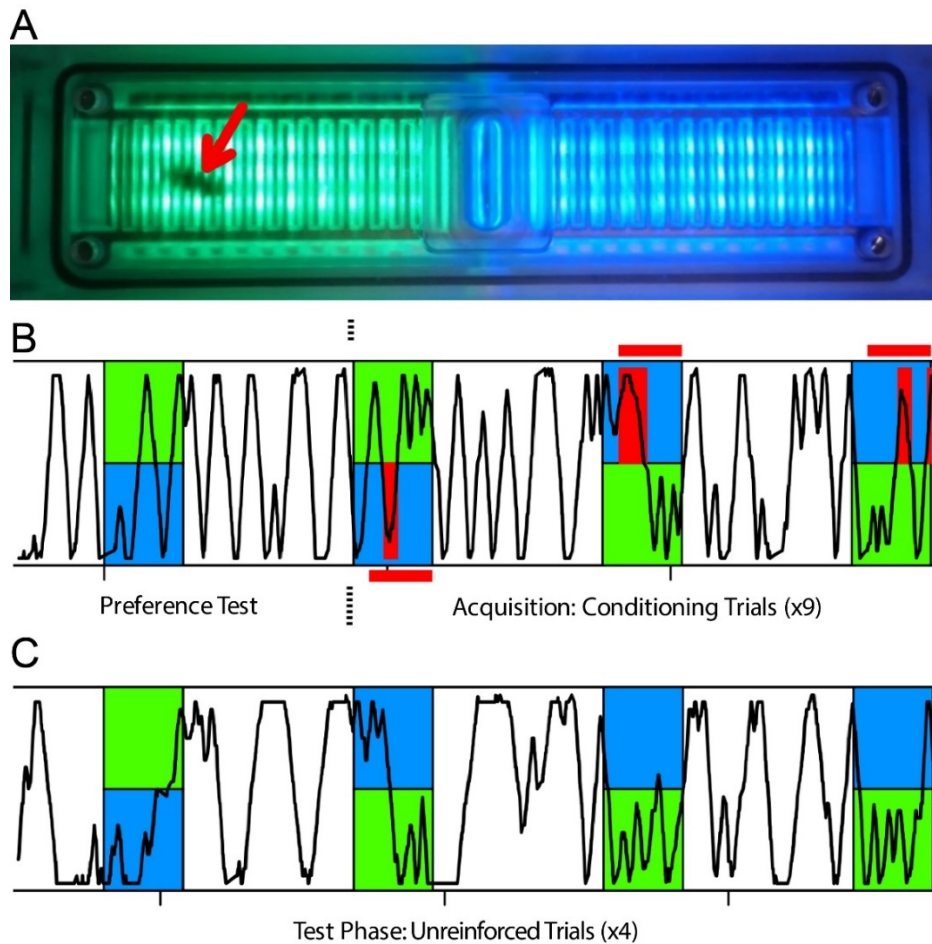 A
B
Preference Test
Acquisition: Conditioning Trials (x9)
C
Test Phase: Unreinforced Trials (x4)